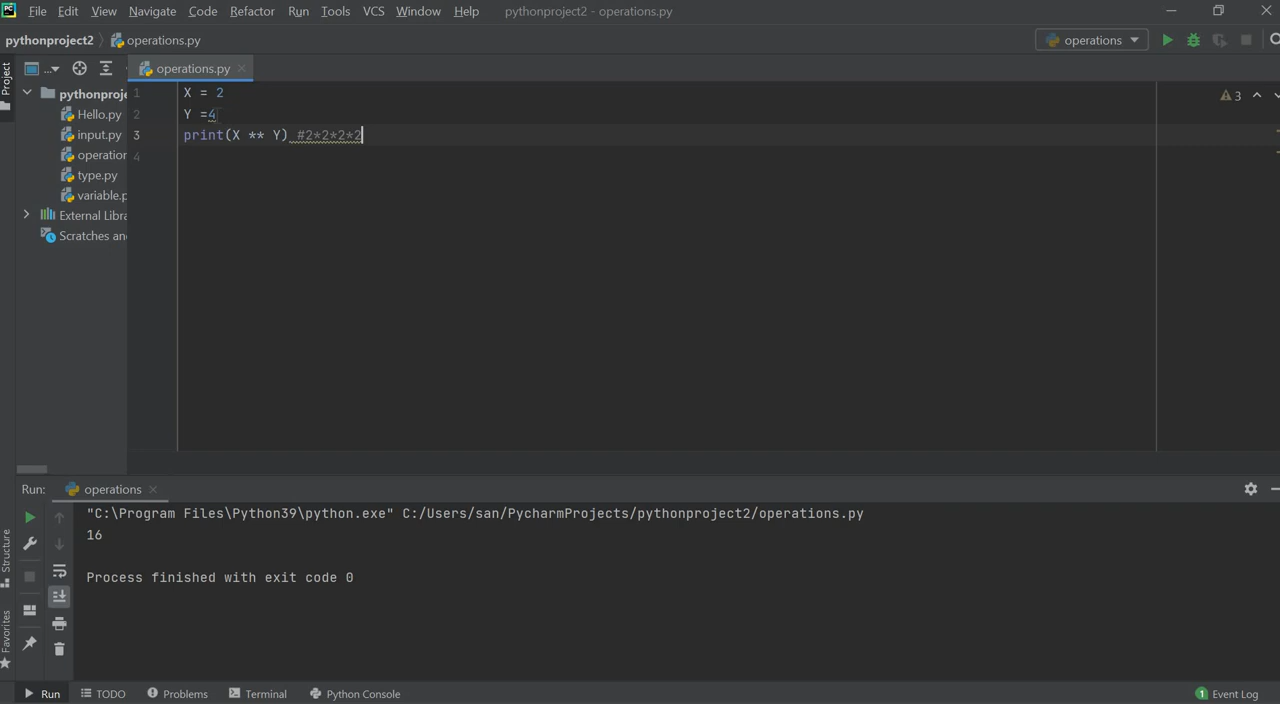 File Edit View Navigate Code Refactor Run Tools VCS Window Help pythonproject2 - operations.py
pythonproject2 operations.py operations
Project ... operations.py
pythonproje
Hello.py
input.py
operation
type.py
variable.p
External Libra
Scratches an
1 X = 2
2 Y =4
3 print(X ** Y) #2*2*2*2
4
3
Run: operations
"C:\Program Files\Python39\python.exe" C:/Users/san/PycharmProjects/pythonproject2/operations.py
16
Process finished with exit code 0
Structure
Favorites
Run TODO Problems Terminal Python Console 1 Event Log